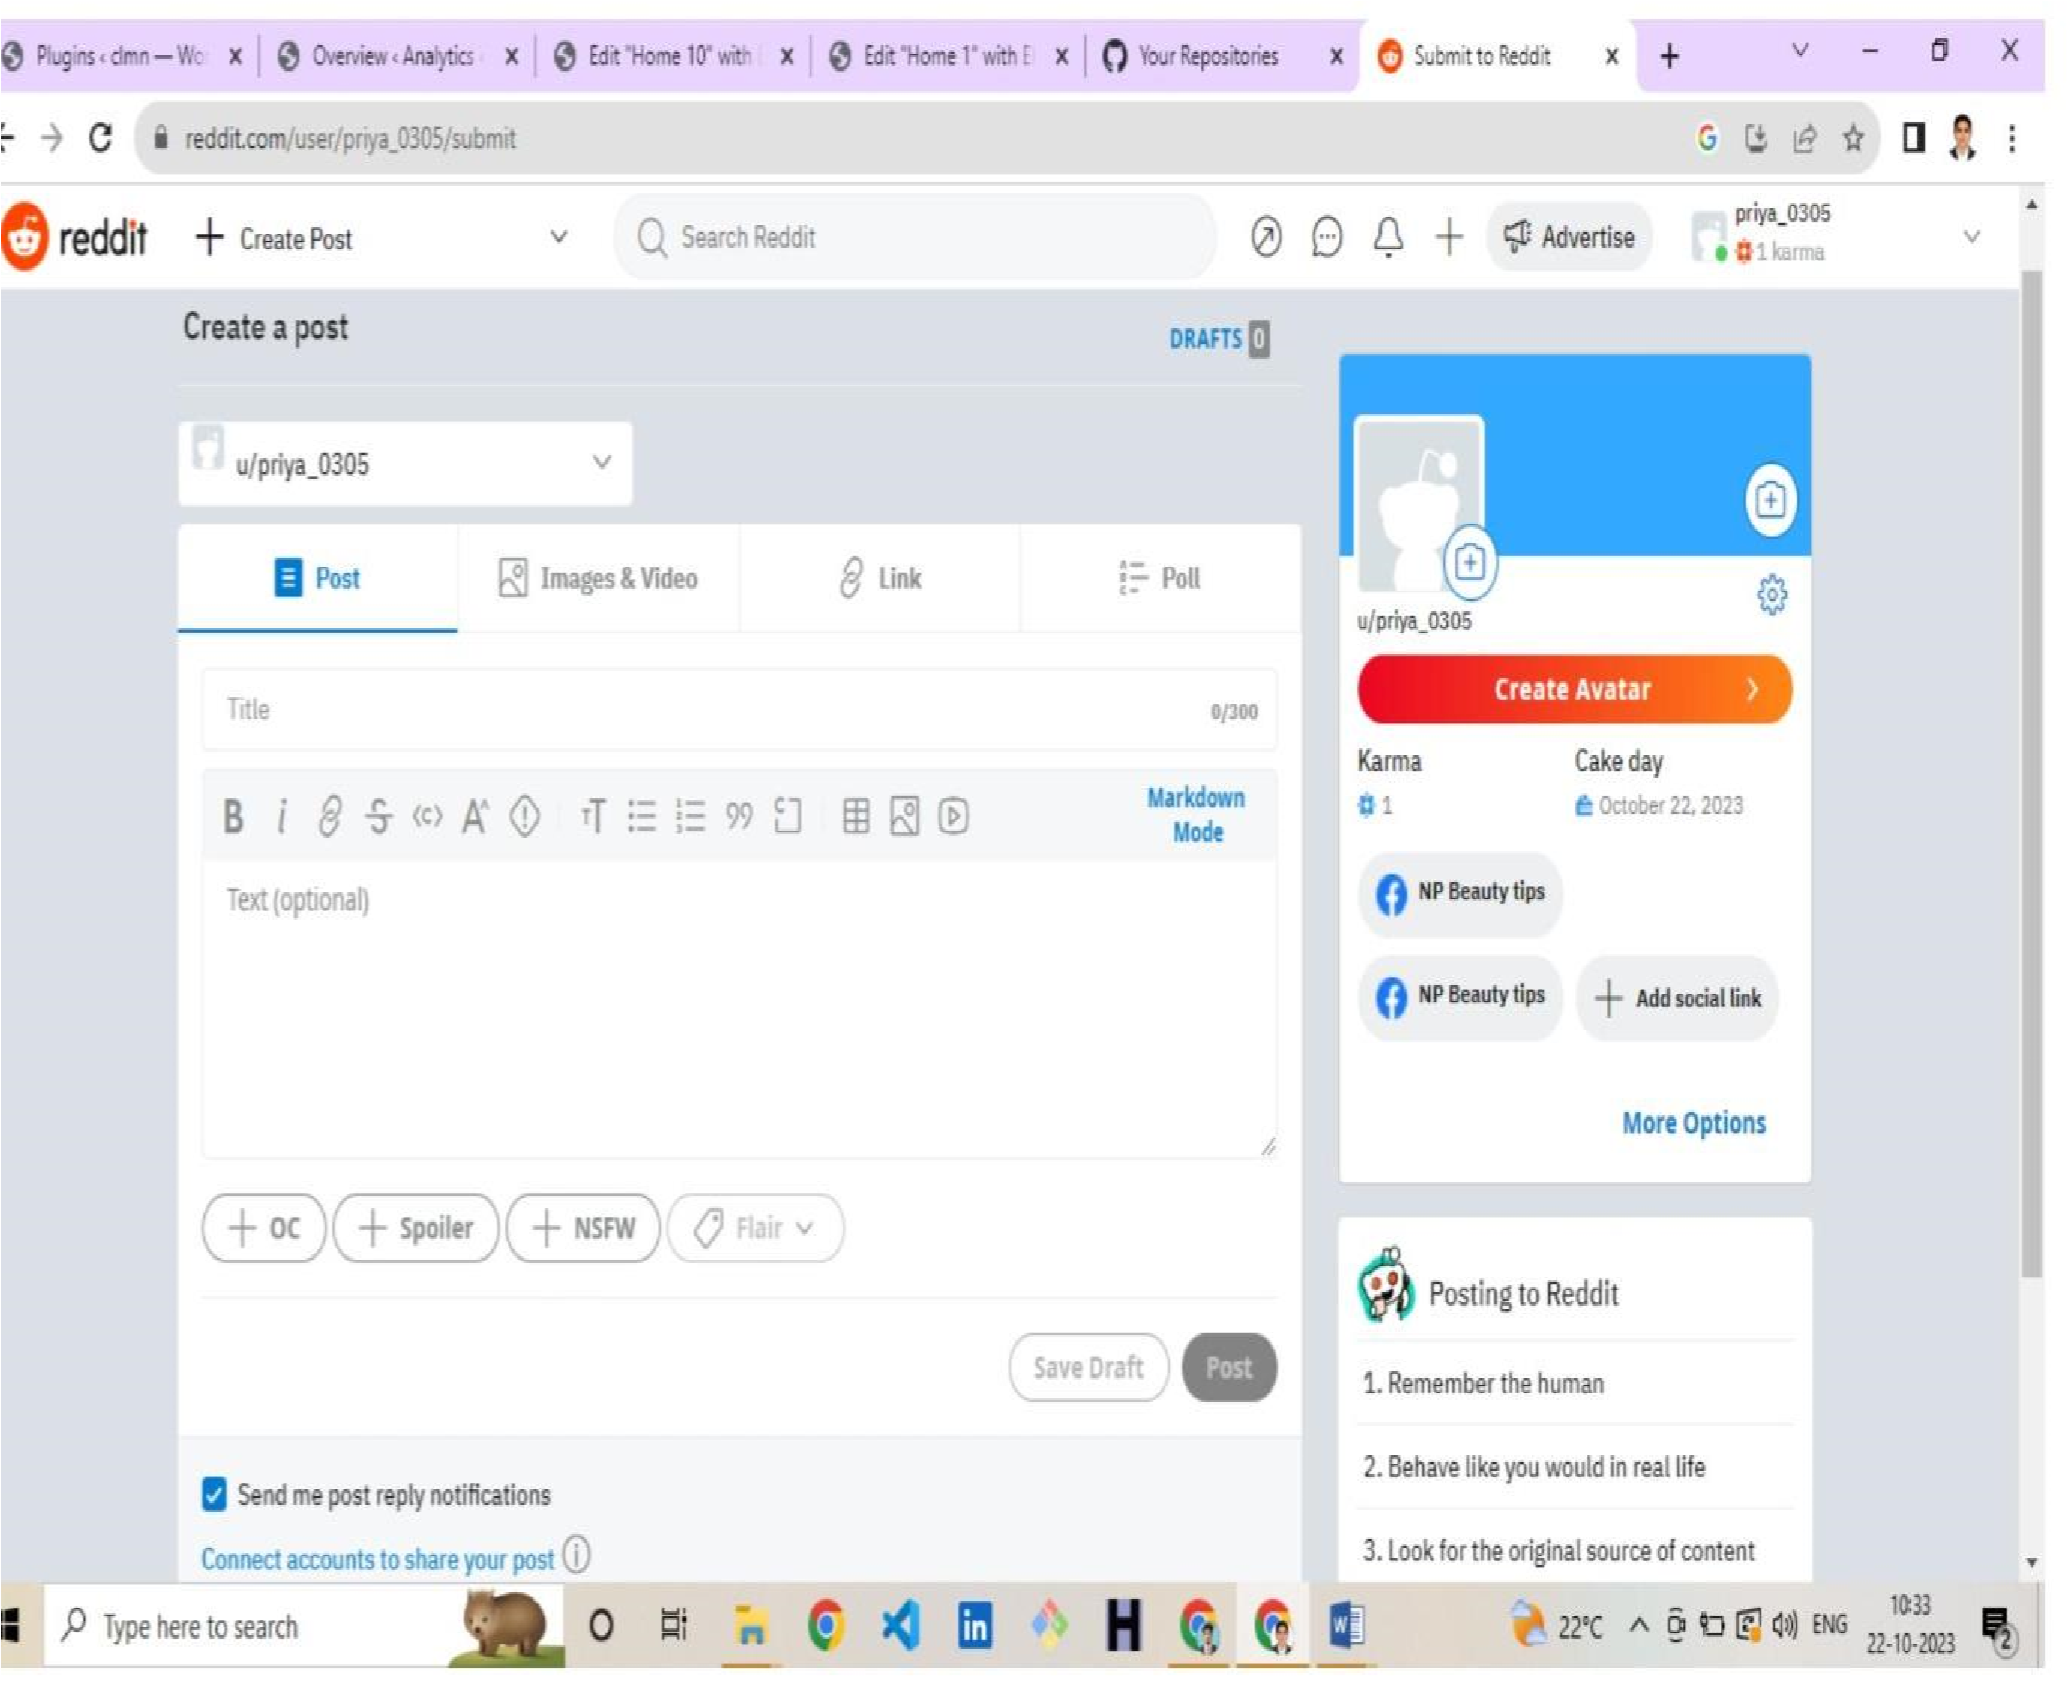 Plugins ‹ clmn — Wo
Overview ‹ Analytics
Edit "Home 10" with
Edit "Home 1" with E
Your Repositories
Submit to Reddit
reddit.com/user/priya_0305/submit
reddit
Create Post
Search Reddit
Advertise
priya_0305
1 karma
Create a post
DRAFTS 0
u/priya_0305
Post
Images & Video
Link
Poll
Title
0/300
Markdown
Mode
Text (optional)
OC
Spoiler
NSFW
Flair
Save Draft
Post
Send me post reply notifications
Connect accounts to share your post
u/priya_0305
Create Avatar
Karma
Cake day
1
October 22, 2023
NP Beauty tips
NP Beauty tips
Add social link
More Options
Posting to Reddit
1. Remember the human
2. Behave like you would in real life
3. Look for the original source of content
Type here to search
22°C
ENG
10:33
22-10-2023
2